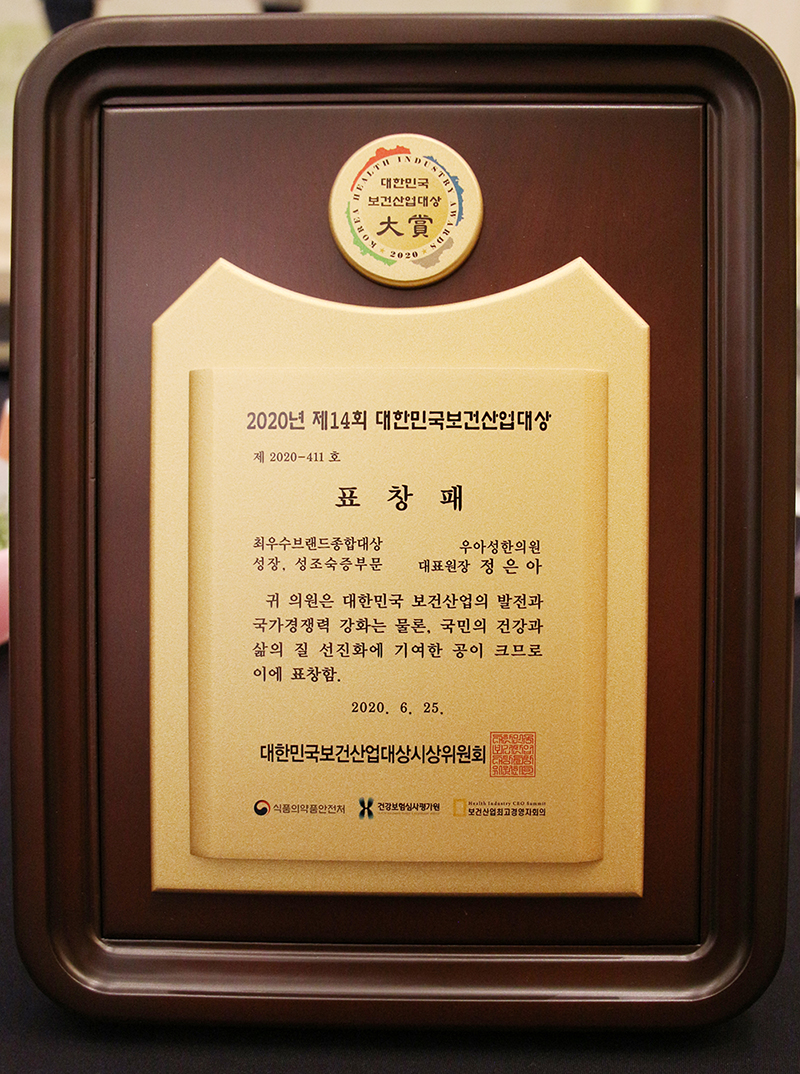 KOREA HEALTH INDUSTRY AWARDS
대한민국
보건산업대상
大賞
2020
2020년 제14회 대한민국보건산업대상
제 2020-411 호
표 창 패
최우수브랜드종합대상 우아성한의원
성장, 성조숙증부문 대표원장 정은아
귀 의원은 대한민국 보건산업의 발전과
국가경쟁력 강화는 물론, 국민의 건강과
삶의 질 선진화에 기여한 공이 크므로
이에 표창함.
2020. 6. 25.
대한민국보건산업대상시상위원회
식품의약품안전처 건강보험심사평가원 Health Industry CEO Summit
보건산업최고경영자회의